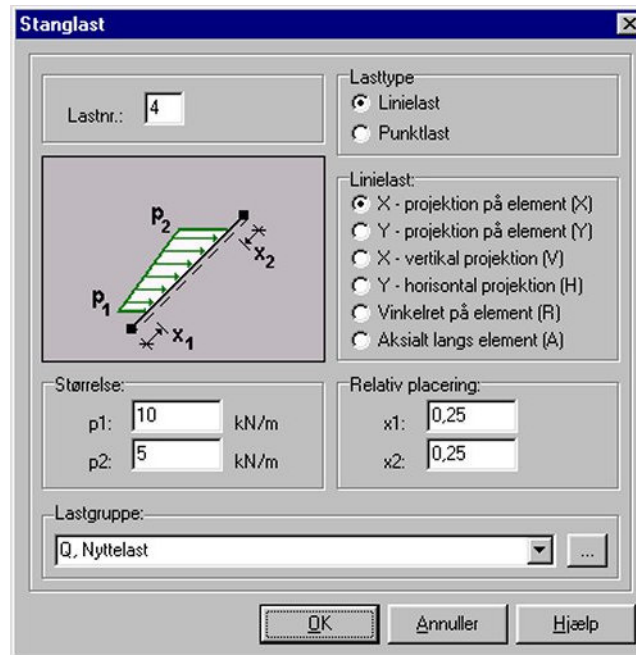 Stanglast
Lastnr.: 4
Lasttype
Linielast
Punktlast
p2
x2
p1
x1
Linielast:
X - projektion på element (X)
Y - projektion på element (Y)
X - vertikal projektion (V)
Y - horisontal projektion (H)
Vinkelret på element (R)
Aksialt langs element (A)
Størrelse:
p1: 10 kN/m
p2: 5 kN/m
Relativ placering:
x1: 0,25
x2: 0,25
Lastgruppe:
Q, Nyttelast
...
OK Annuller Hjælp